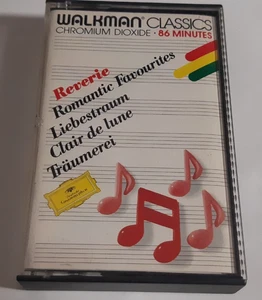 WALKMAN® CLASSICS
CHROMIUM DIOXIDE · 86 MINUTES
Reverie
Romantic Favourites
Liebestraum
Clair de lune
Träumerei